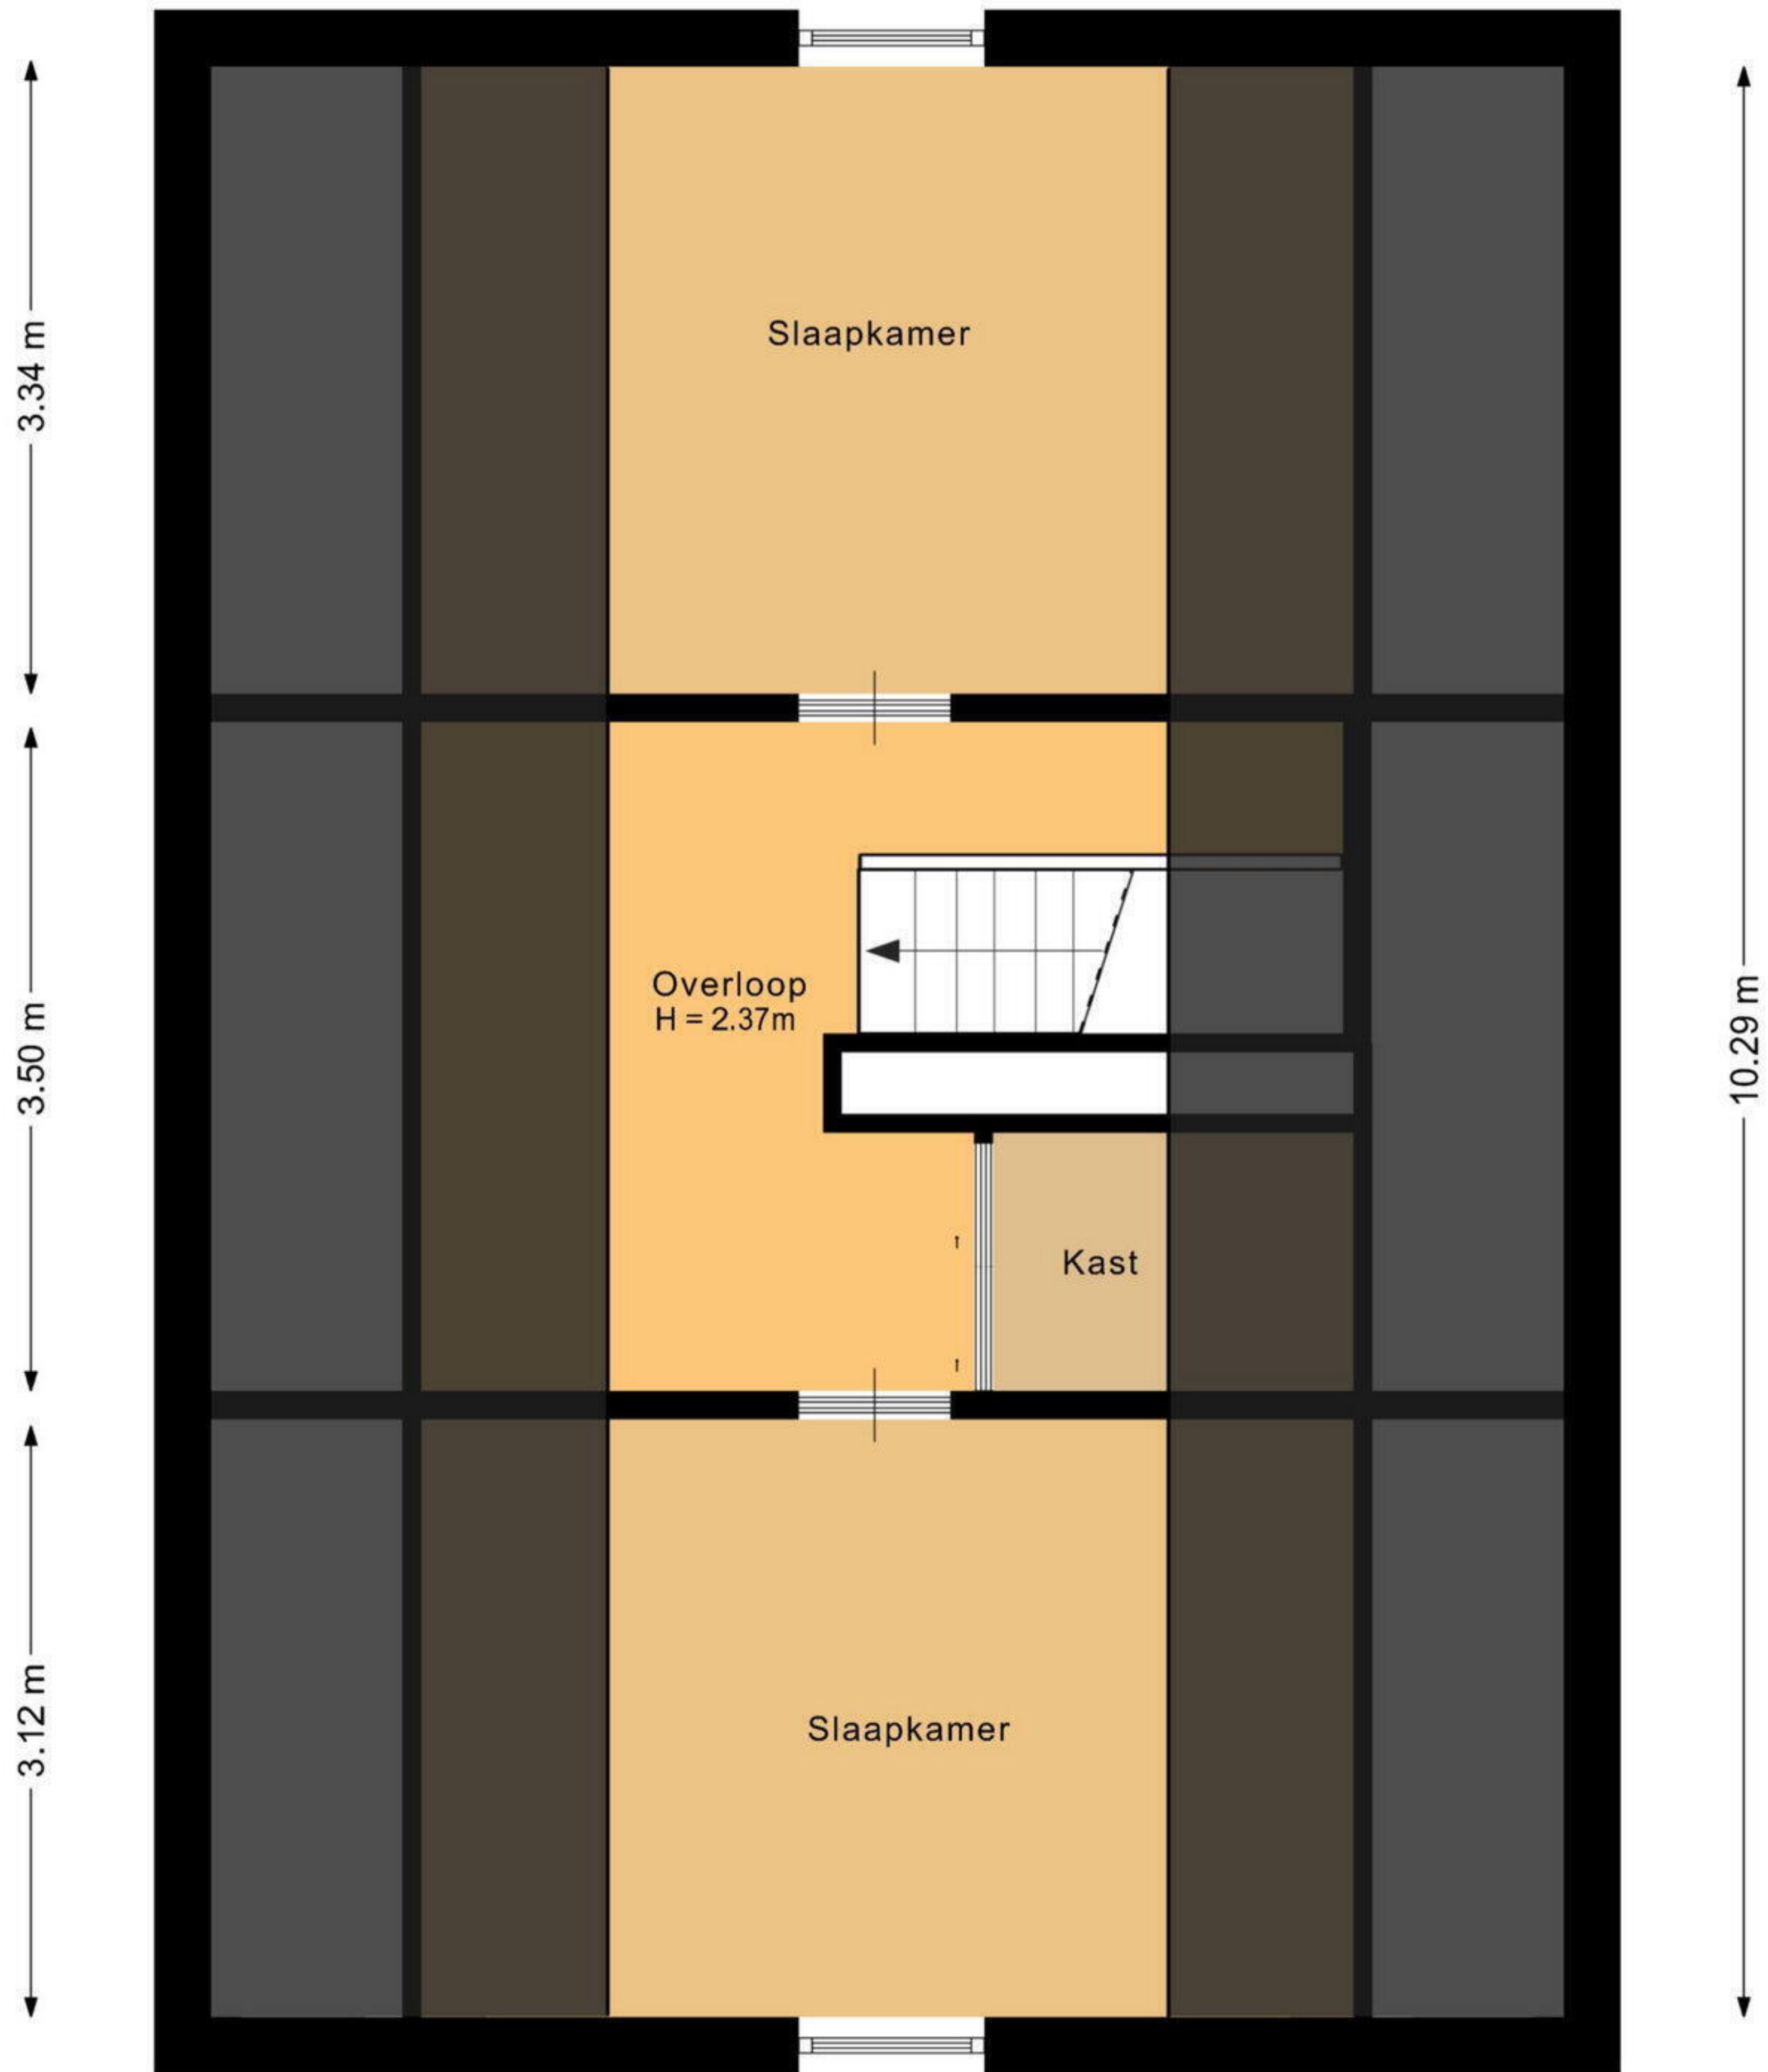 Slaapkamer
3.34 m
Overloop
H = 2.37m
3.50 m
10.29 m
Kast
Slaapkamer
3.12 m